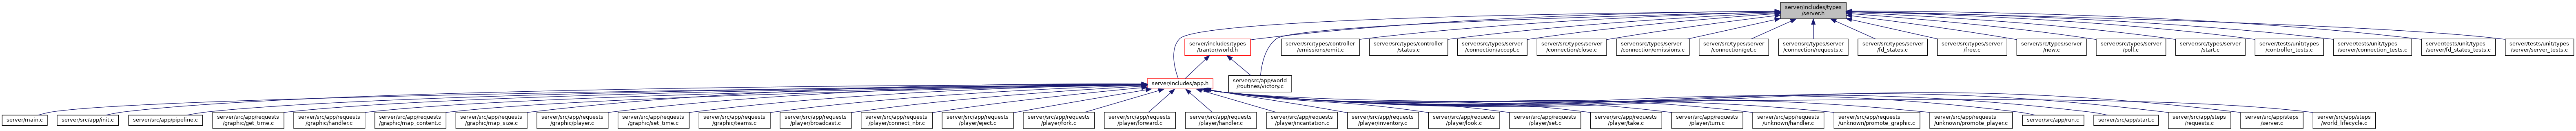 server/includes/types
/server.h
server/includes/types
/trantor/world.h
server/src/types/controller
/emissions/emit.c
server/src/types/controller
/status.c
server/src/types/server
/connection/accept.c
server/src/types/server
/connection/close.c
server/src/types/server
/connection/emissions.c
server/src/types/server
/connection/get.c
server/src/types/server
/connection/requests.c
server/src/types/server
/fd_states.c
server/src/types/server
/free.c
server/src/types/server
/new.c
server/src/types/server
/poll.c
server/src/types/server
/start.c
server/tests/unit/types
/controller_tests.c
server/tests/unit/types
/server/connection_tests.c
server/tests/unit/types
/server/fd_states_tests.c
server/tests/unit/types
/server/server_tests.c
server/includes/app.h
server/src/app/world
/routines/victory.c
server/main.c
server/src/app/init.c
server/src/app/pipeline.c
server/src/app/requests
/graphic/get_time.c
server/src/app/requests
/graphic/handler.c
server/src/app/requests
/graphic/map_content.c
server/src/app/requests
/graphic/map_size.c
server/src/app/requests
/graphic/player.c
server/src/app/requests
/graphic/set_time.c
server/src/app/requests
/graphic/teams.c
server/src/app/requests
/player/broadcast.c
server/src/app/requests
/player/connect_nbr.c
server/src/app/requests
/player/eject.c
server/src/app/requests
/player/fork.c
server/src/app/requests
/player/forward.c
server/src/app/requests
/player/handler.c
server/src/app/requests
/player/incantation.c
server/src/app/requests
/player/inventory.c
server/src/app/requests
/player/look.c
server/src/app/requests
/player/set.c
server/src/app/requests
/player/take.c
server/src/app/requests
/player/turn.c
server/src/app/requests
/unknown/handler.c
server/src/app/requests
/unknown/promote_graphic.c
server/src/app/requests
/unknown/promote_player.c
server/src/app/run.c
server/src/app/start.c
server/src/app/steps
/requests.c
server/src/app/steps
/server.c
server/src/app/steps
/world_lifecycle.c